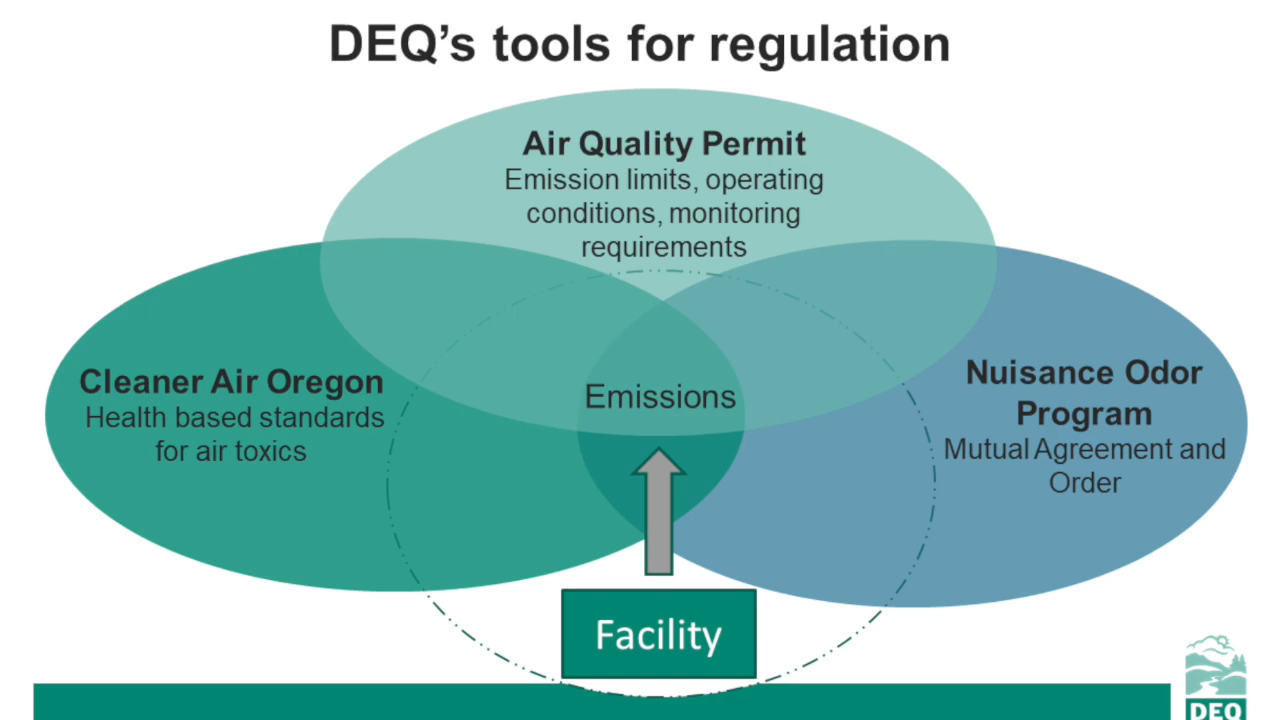 DEQ's tools for regulation
Air Quality Permit
Emission limits, operating
conditions, monitoring
requirements
Cleaner Air Oregon
Health based standards
for air toxics
Emissions
Nuisance Odor
Program
Mutual Agreement and
Order
Facility
DEQ